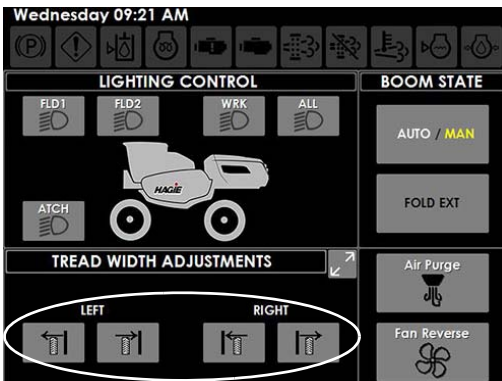 Wednesday 09:21 AM
(P)
LIGHTING CONTROL
BOOM STATE
FLD1 FLD2 WRK ALL
AUTO / MAN
HAGIE
ATCH
FOLD EXT
TREAD WIDTH ADJUSTMENTS
Air Purge
LEFT RIGHT
Fan Reverse